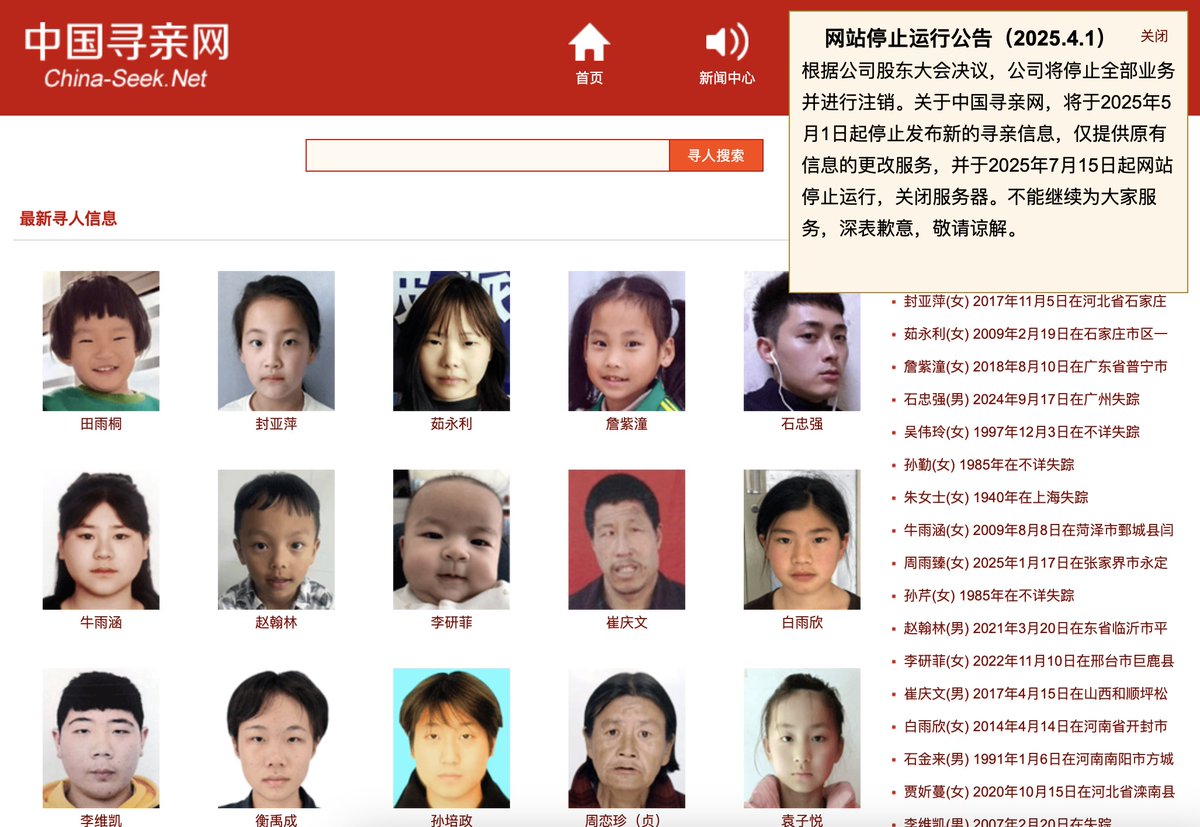 中国寻亲网
China-Seek.Net
首页
新闻中心
网站停止运行公告（2025.4.1）
关闭
根据公司股东大会决议，公司将停止全部业务
并进行注销。关于中国寻亲网，将于2025年5
月1日起停止发布新的寻亲信息，仅提供原有
信息的更改服务，并于2025年7月15日起网站
停止运行，关闭服务器。不能继续为大家服
务，深表歉意，敬请谅解。
寻人搜索
最新寻人信息
田雨桐
封亚萍
茹永利
詹紫潼
石忠强
牛雨涵
赵翰林
李研菲
崔庆文
白雨欣
李维凯
衡禹成
孙培政
周恋珍（贞）
袁子悦
封亚萍(女) 2017年11月5日在河北省石家庄
茹永利(女) 2009年2月19日在石家庄市区一
詹紫潼(女) 2018年8月10日在广东省普宁市
石忠强(男) 2024年9月17日在广州失踪
吴伟玲(女) 1997年12月3日在不详失踪
孙勤(女) 1985年在不详失踪
朱女士(女) 1940年在上海失踪
牛雨涵(女) 2009年8月8日在菏泽市鄄城县闫
周雨臻(女) 2025年1月17日在张家界市永定
孙芹(女) 1985年在不详失踪
赵翰林(男) 2021年3月20日在东省临沂市平
李研菲(女) 2022年11月10日在邢台市巨鹿县
崔庆文(男) 2017年4月15日在山西和顺坪松
白雨欣(女) 2014年4月14日在河南省开封市
石金来(男) 1991年1月6日在河南南阳市方城
贾妡蔓(女) 2020年10月15日在河北省滦南县
李维凯(男) 2007年2月20日在失踪